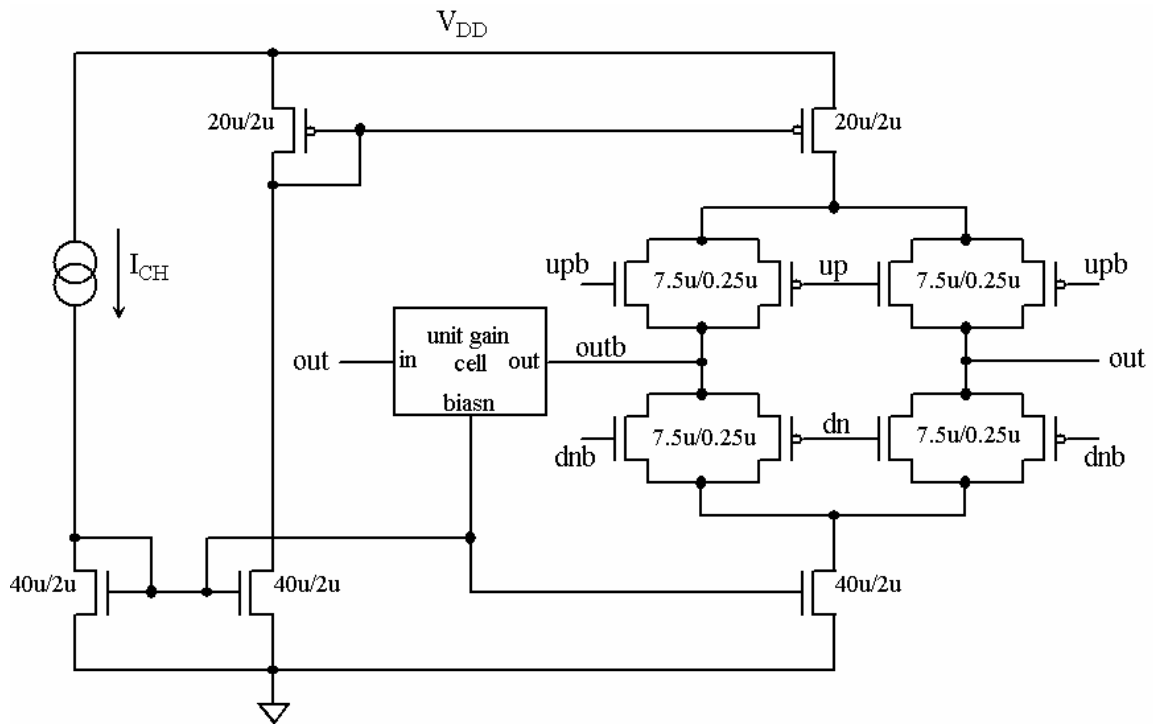 V_DD
20u/2u
20u/2u
I_CH
upb
7.5u/0.25u
up
7.5u/0.25u
upb
out
in
unit gain
cell
out
biasn
outb
out
dnb
7.5u/0.25u
dn
7.5u/0.25u
dnb
40u/2u
40u/2u
40u/2u